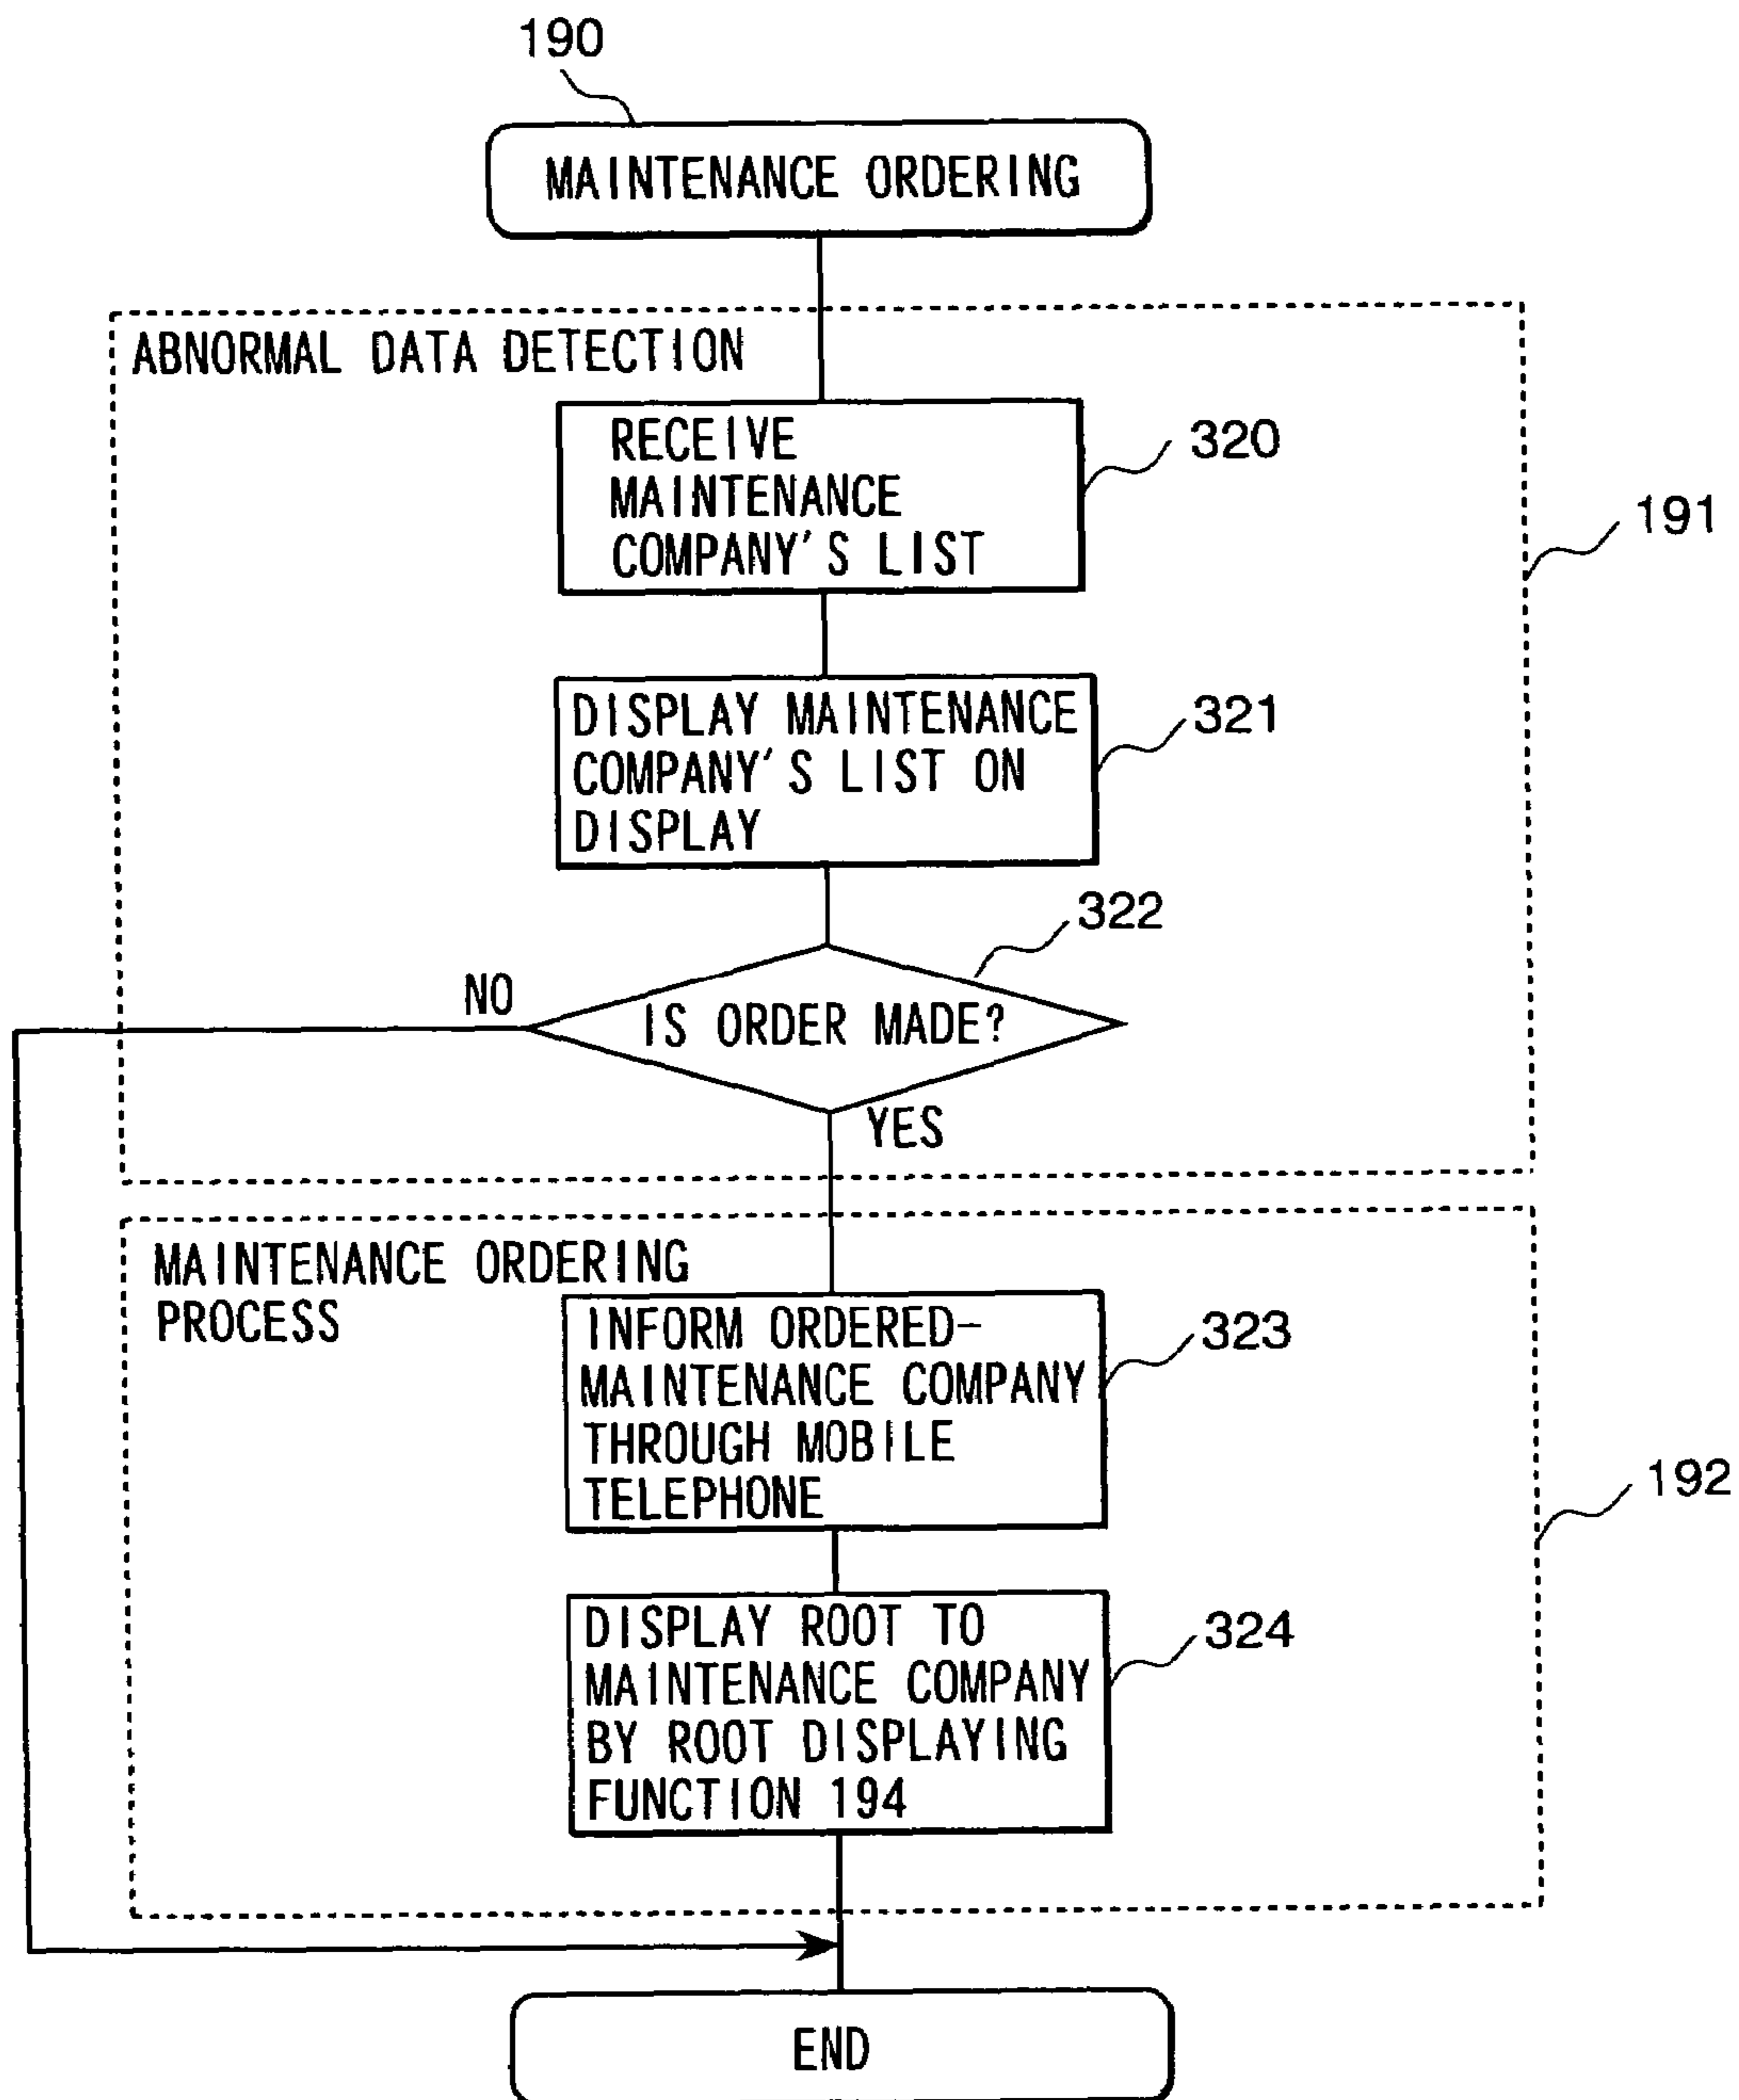 190
MAINTENANCE ORDERING
ABNORMAL DATA DETECTION
RECEIVE
MAINTENANCE
COMPANY'S LIST
320
191
DISPLAY MAINTENANCE
COMPANY'S LIST ON
DISPLAY
321
322
NO
IS ORDER MADE?
YES
MAINTENANCE ORDERING
PROCESS
INFORM ORDERED-
MAINTENANCE COMPANY
THROUGH MOBILE
TELEPHONE
323
192
DISPLAY ROOT TO
MAINTENANCE COMPANY
BY ROOT DISPLAYING
FUNCTION 194
324
END